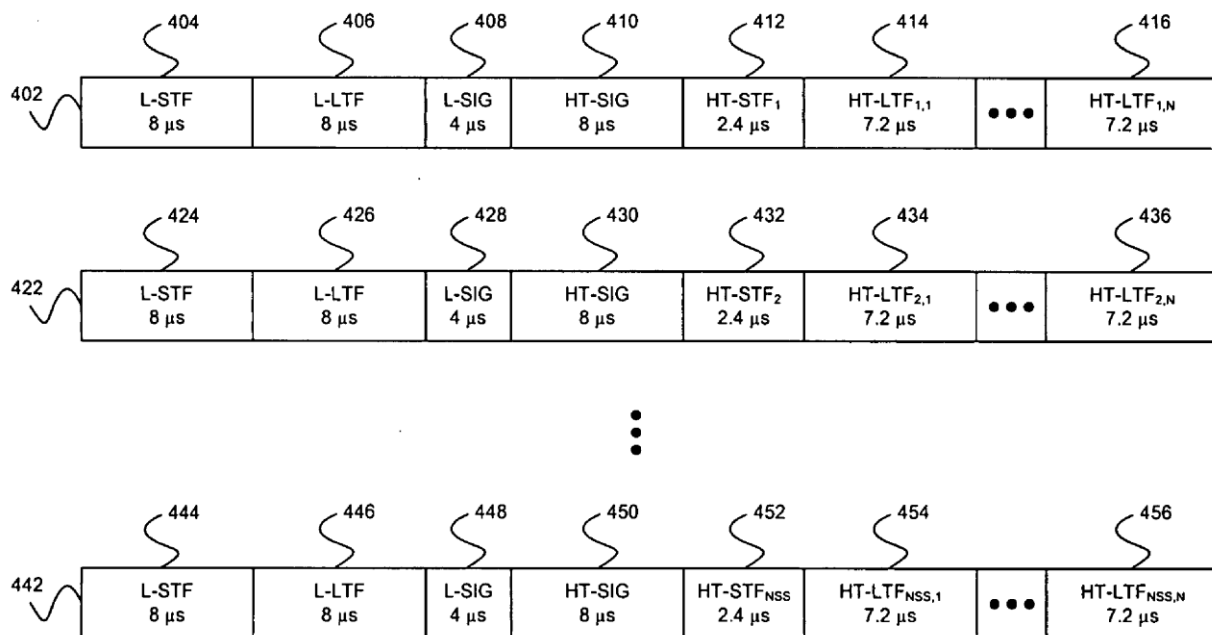 404 406 408 410 412 414 416
402
L-STF L-LTF L-SIG HT-SIG HT-STF₁ HT-LTF₁,₁ ••• HT-LTF₁,N
8 µs 8 µs 4 µs 8 µs 2.4 µs 7.2 µs 7.2 µs
424 426 428 430 432 434 436
422
L-STF L-LTF L-SIG HT-SIG HT-STF₂ HT-LTF₂,₁ ••• HT-LTF₂,N
8 µs 8 µs 4 µs 8 µs 2.4 µs 7.2 µs 7.2 µs
444 446 448 450 452 454 456
442
L-STF L-LTF L-SIG HT-SIG HT-STFNSS HT-LTFNSS,1 ••• HT-LTFNSS,N
8 µs 8 µs 4 µs 8 µs 2.4 µs 7.2 µs 7.2 µs